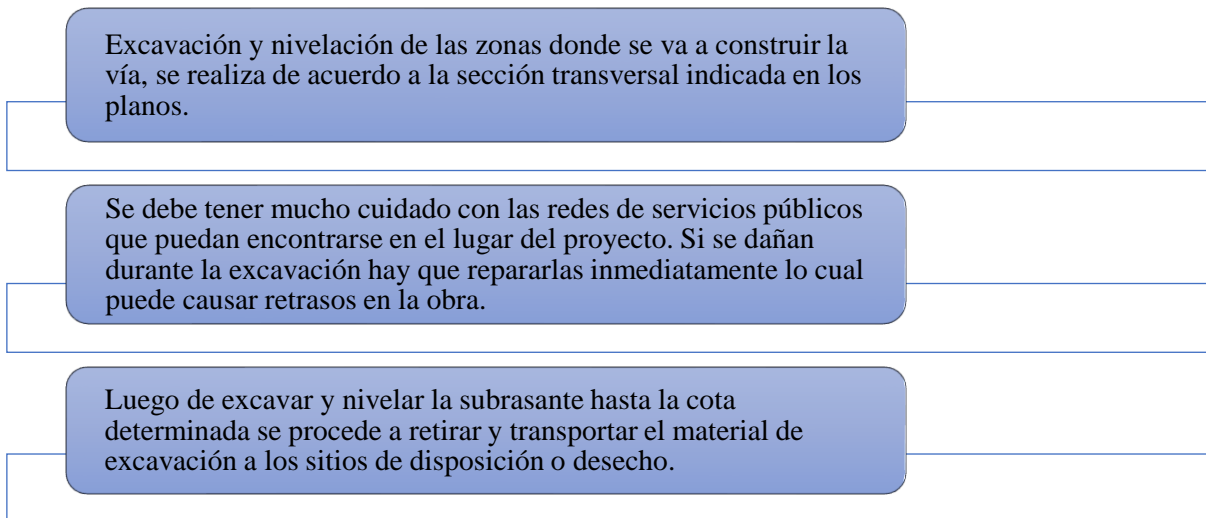 Excavación y nivelación de las zonas donde se va a construir la
vía, se realiza de acuerdo a la sección transversal indicada en los
planos.
Se debe tener mucho cuidado con las redes de servicios públicos
que puedan encontrarse en el lugar del proyecto. Si se dañan
durante la excavación hay que repararlas inmediatamente lo cual
puede causar retrasos en la obra.
Luego de excavar y nivelar la subrasante hasta la cota
determinada se procede a retirar y transportar el material de
excavación a los sitios de disposición o desecho.